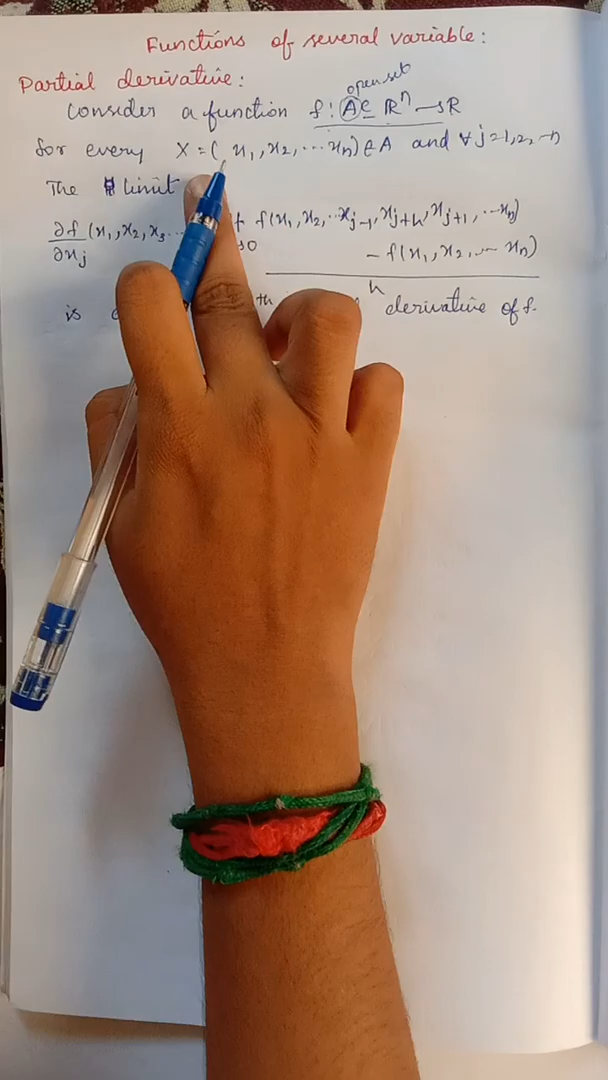 Functions of several variable:
Partial derivative:
open set
Consider a function f: A ⊆ ℝⁿ → ℝ
for every X = ( x₁, x₂, ... xₙ) ∈ A and ∀ j=1, 2, -- n
The limit
∂f/∂xⱼ (x₁, x₂, x₃... f(x₁, x₂, ... xⱼ₋₁, xⱼ+h, xⱼ₊₁, ... xₙ)
- f(x₁, x₂, ... xₙ)
h
is derivative of f.